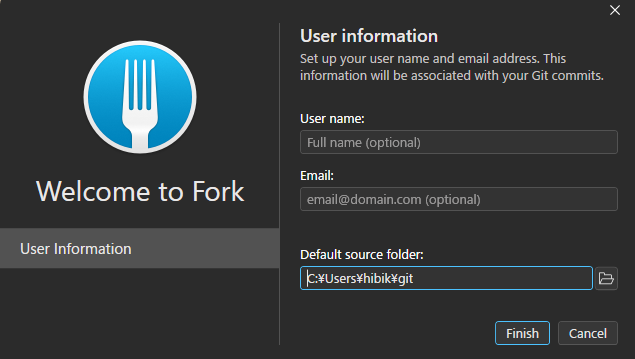 User information
Set up your user name and email address. This
information will be associated with your Git commits.
User name:
Full name (optional)
Email:
email@domain.com (optional)
Welcome to Fork
User Information
Default source folder:
C:¥Users¥hibik¥git
Finish
Cancel